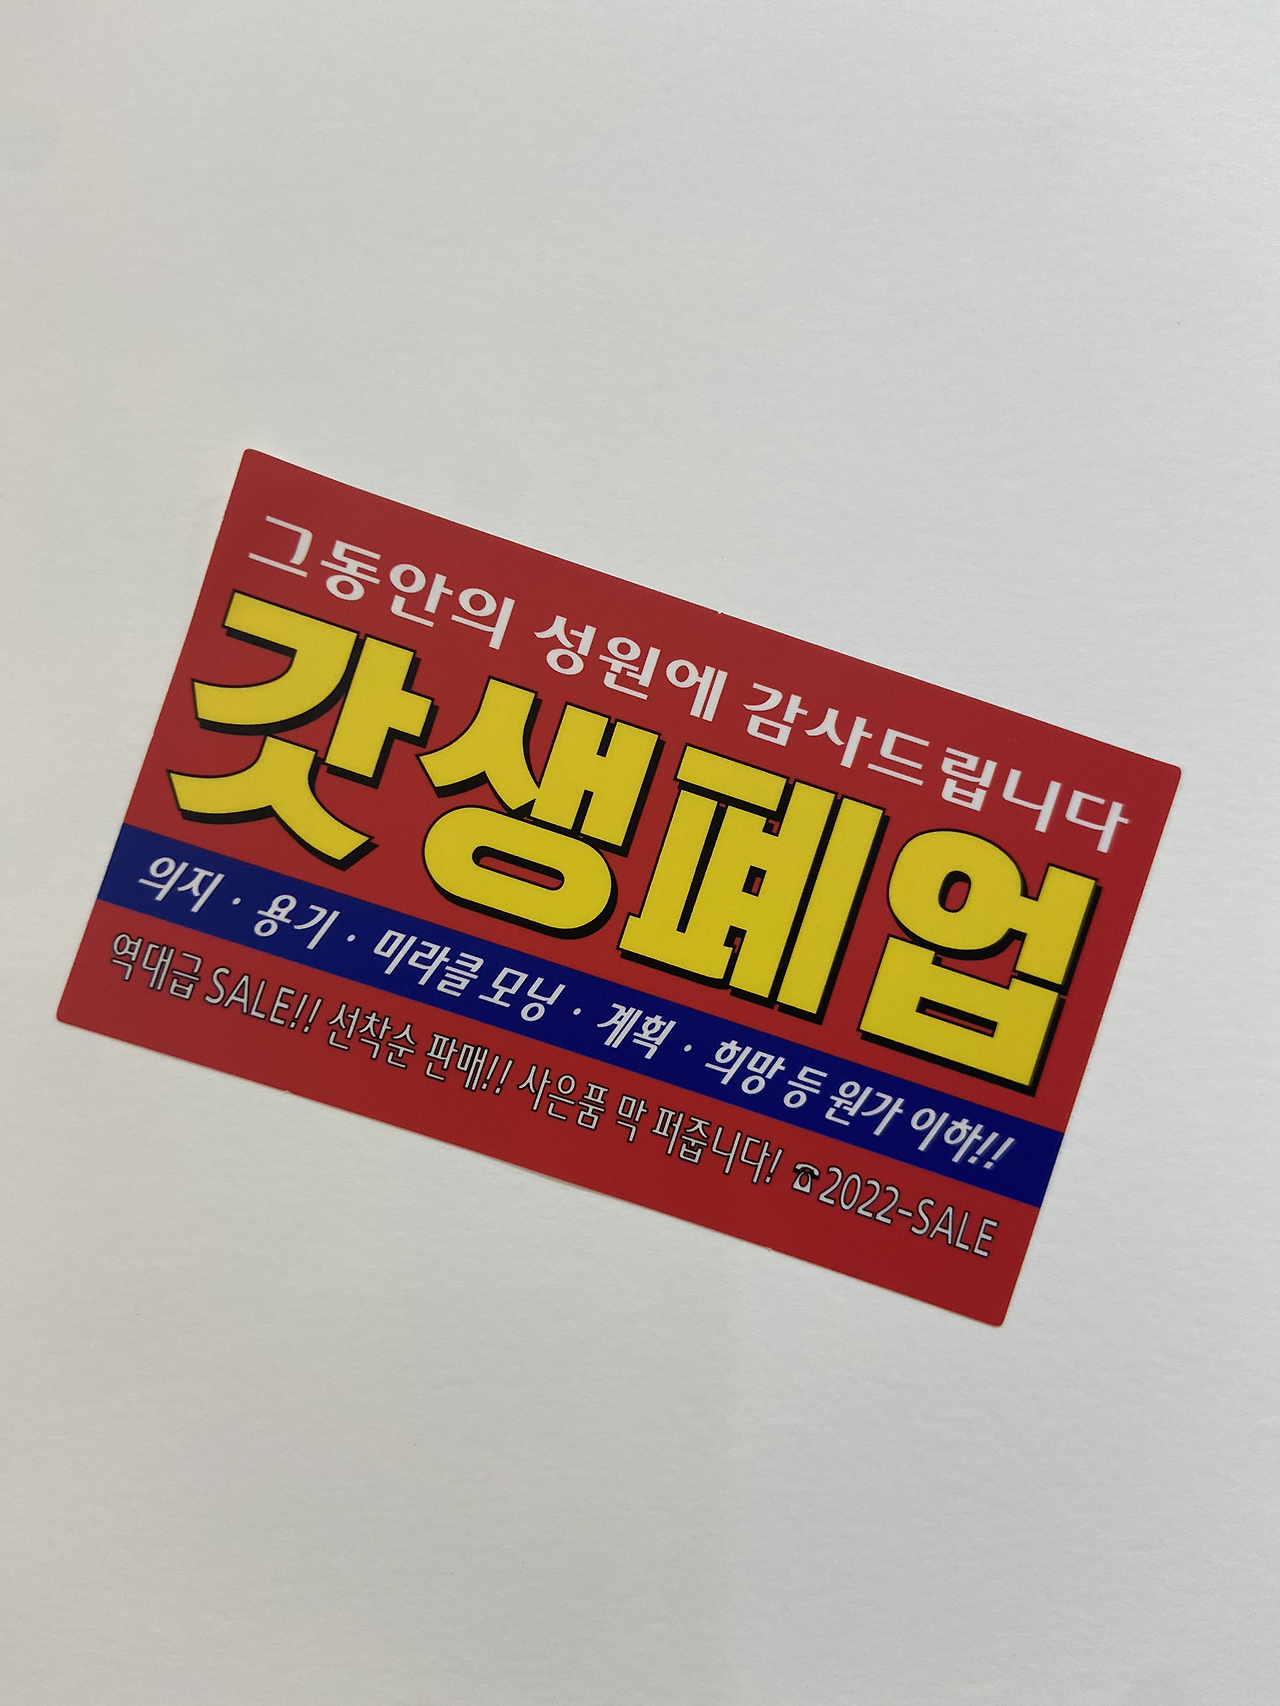 그동안의 성원에 감사드립니다
갓생폐업
의지 · 용기 · 미라클 모닝 · 계획 · 희망 등 원가 이하!!
역대급 SALE!! 선착순 판매!! 사은품 막 퍼줍니다! ☎2022-SALE